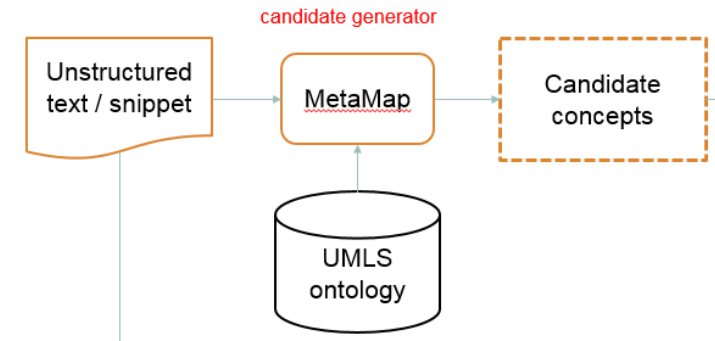 candidate generator
Unstructured
text / snippet
MetaMap
Candidate
concepts
UMLS
ontology